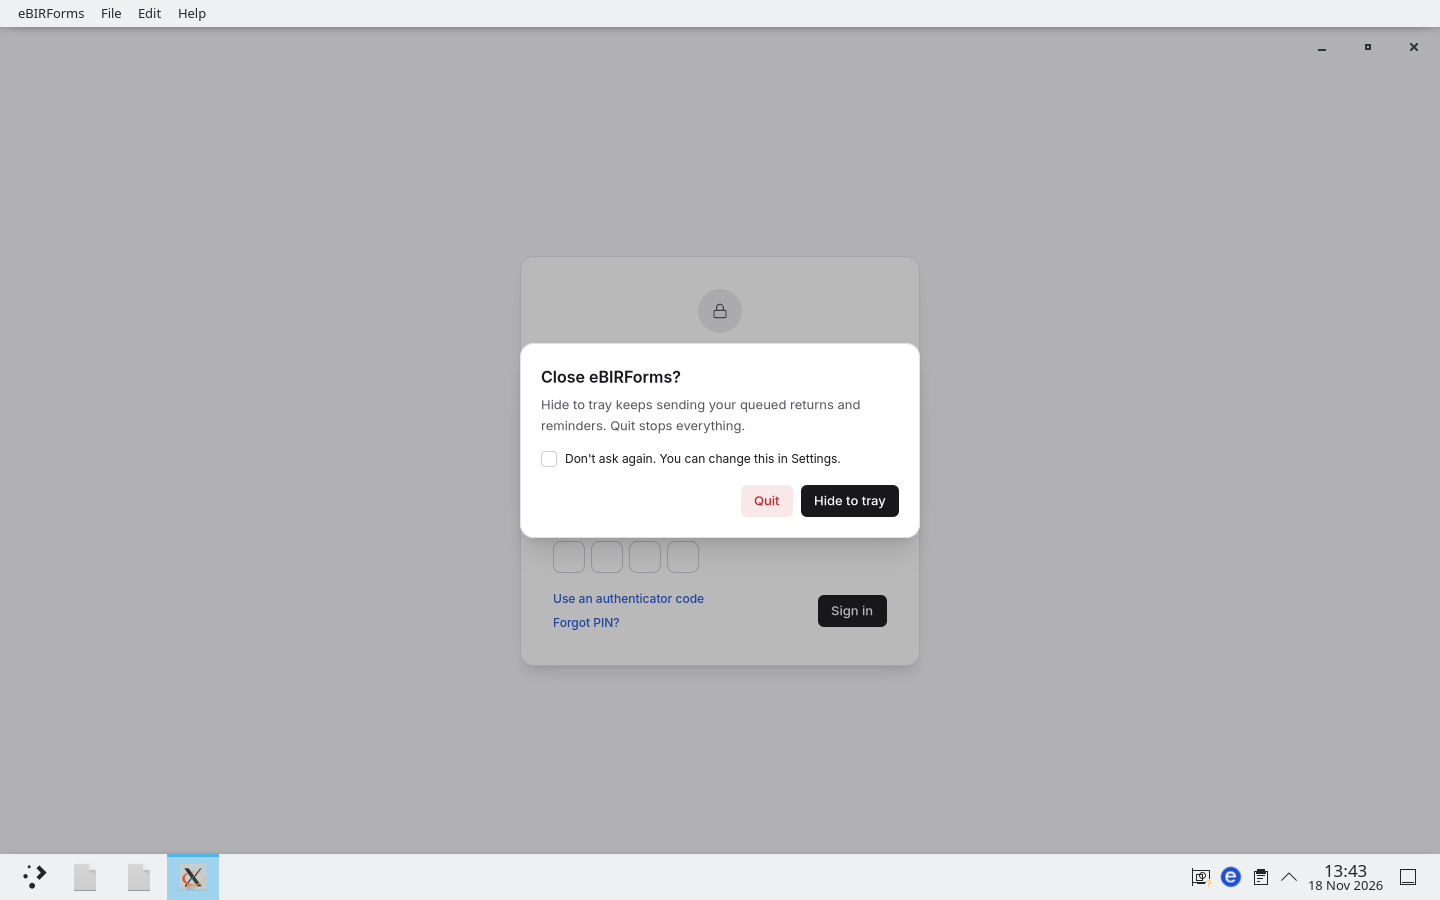 eBIRForms File Edit Help
Close eBIRForms?
Hide to tray keeps sending your queued returns and
reminders. Quit stops everything.
Don't ask again. You can change this in Settings.
Quit Hide to tray
Use an authenticator code
Sign in
Forgot PIN?
13:43
18 Nov 2026